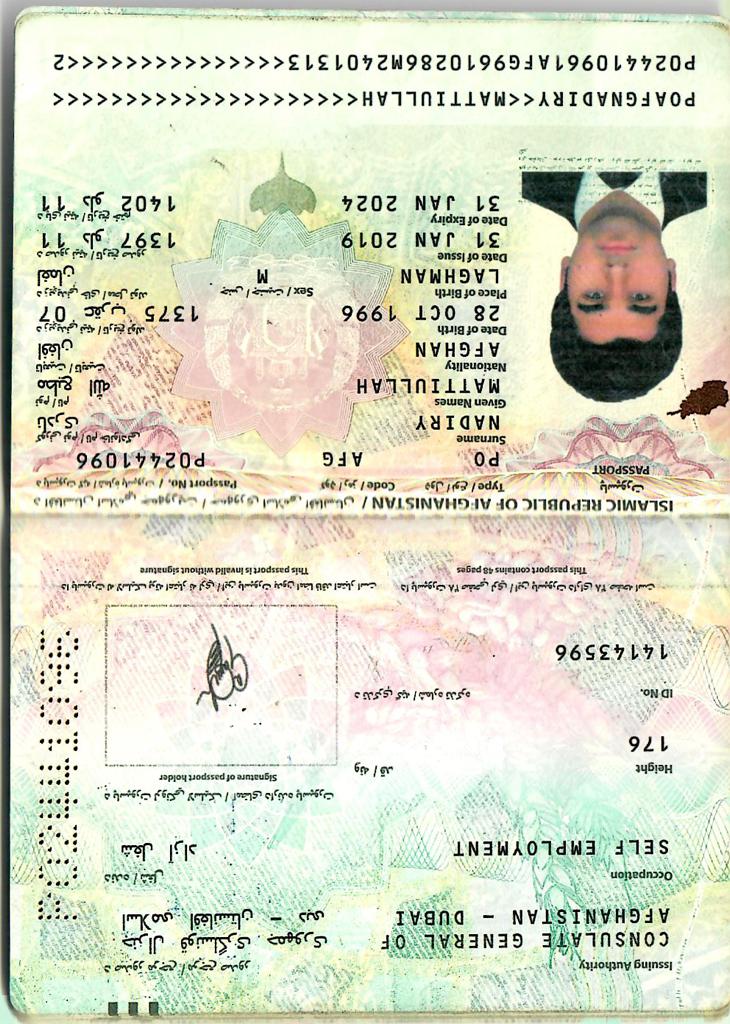 Issuing Authority د صدور مرجع / مرجع صدور
CONSULATE GENERAL OF جنرال قونسلگری جمهوری
AFGHANISTAN - DUBAI اسلامی افغانستان - دبی
Occupation دنده / شغل
SELF EMPLOYMENT شغل آزاد
د پاسپورت لرونکي لاسلیک / امضای دارنده پاسپورت
Signature of passport holder
Height ونه / قد
176
ID No. د تذکرې ګڼه / شماره تذکره
14143596
دا پاسپورت ۴۸ صفحې لري / این پاسپورت دارای ۴۸ صفحه است
This passport contains 48 pages
دا پاسپورت له لاسلیک پرته اعتبار نه لري / این پاسپورت بدون امضا فاقد اعتبار است
This passport is invalid without signature
P02441096
ISLAMIC REPUBLIC OF AFGHANISTAN / د افغانستان اسلامي جمهوریت / جمهوری اسلامی افغانستان
پاسپورت
PASSPORT
Type / ډول / نوع Code / کوډ / رمز Passport No. / د پاسپورت ګڼه / شماره پاسپورت
PO AFG P02441096
Surname کورنی نوم / نام خانوادگی
NADIRY نادری
Given Names نوم / نام
MATTIULLAH مطیع الله
Nationality تابعیت / تابعیت
AFGHAN افغان
Date of Birth د زیږیدنې نېټه / تاریخ تولد
28 OCT 1996 07 عقرب 1375
Place of Birth د زیږیدنې ځای / محل تولد
Sex / جنس / جنسیت
LAGHMAN M لغمان
Date of Issue د صدور نېټه / تاریخ صدور
31 JAN 2019 11 دلو 1397
Date of Expiry د پای نېټه / تاریخ ختم
31 JAN 2024 11 دلو 1402
POAFGNADIRY<<MATTIULLAH<<<<<<<<<<<<<<<<<<<<<
P024410961AFG9610286M2401313<<<<<<<<<<<<<<<2